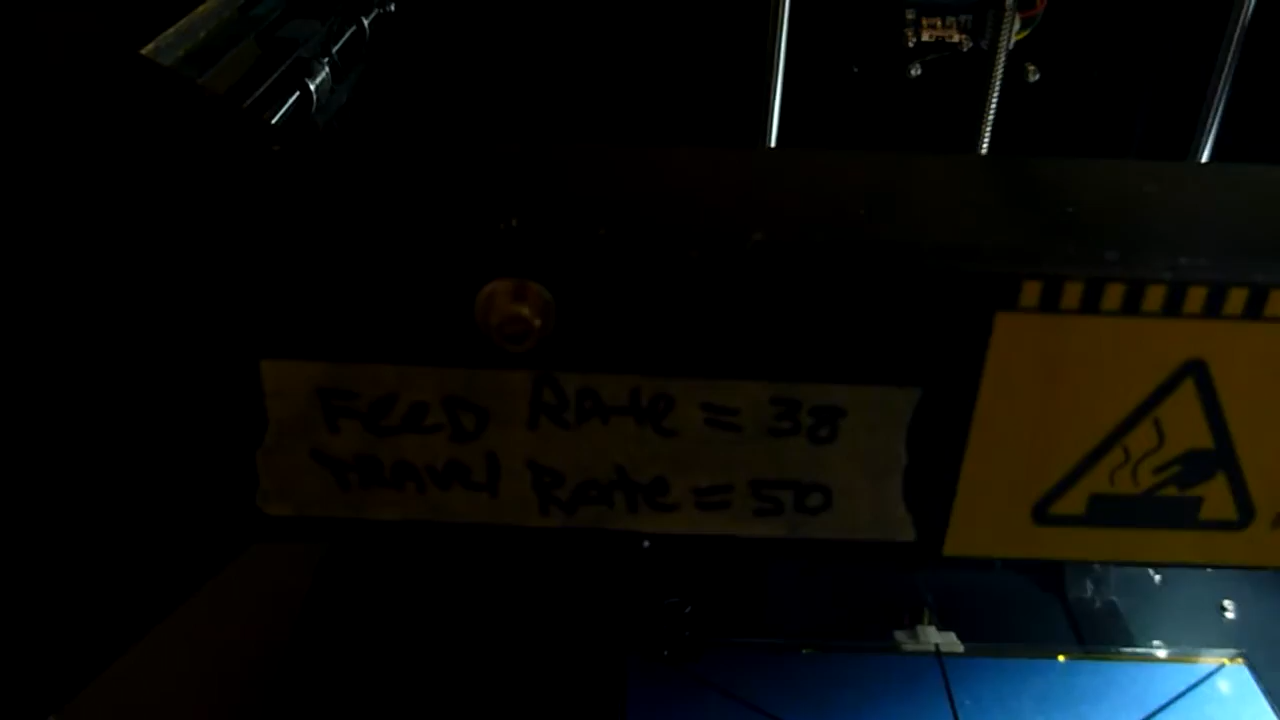 FeeD Rate = 38
TRAVel Rate = 50